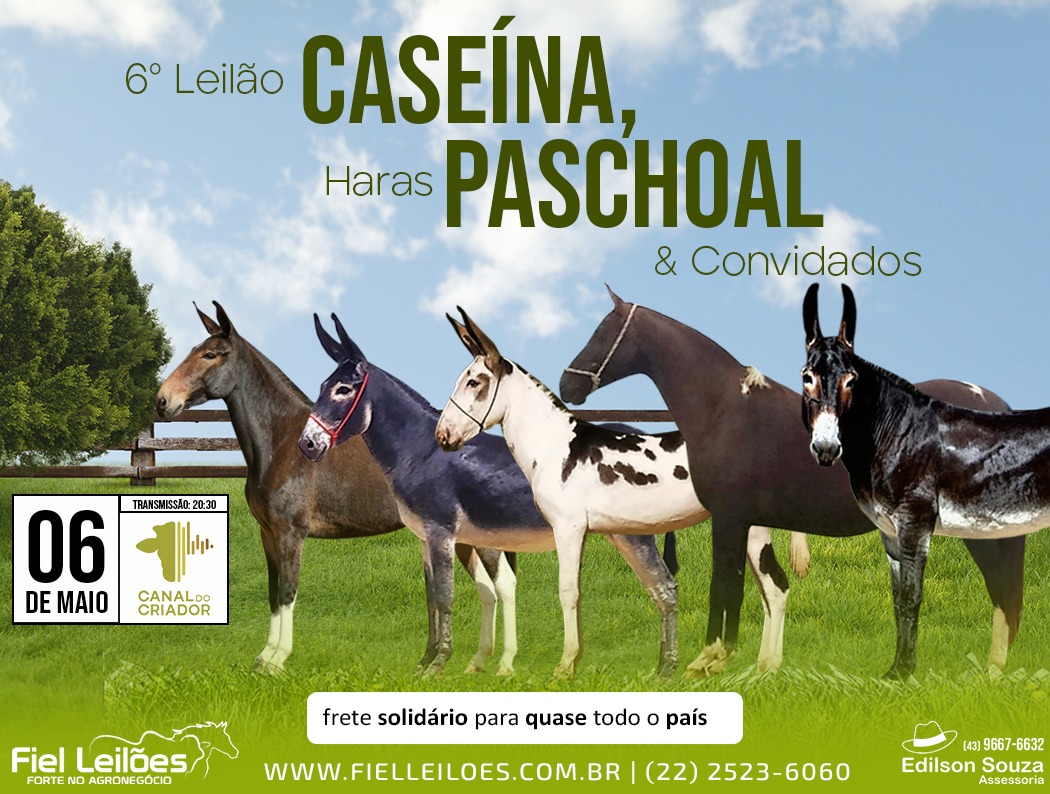 6º Leilão CASEÍNA,
Haras PASCHOAL
& Convidados
06
DE MAIO
TRANSMISSÃO: 20:30
CANAL DO
CRIADOR
frete solidário para quase todo o país
Fiel Leilões
FORTE NO AGRONEGÓCIO
WWW.FIELLEILOES.COM.BR | (22) 2523-6060
(43) 9667-6632
Edilson Souza
Assessoria